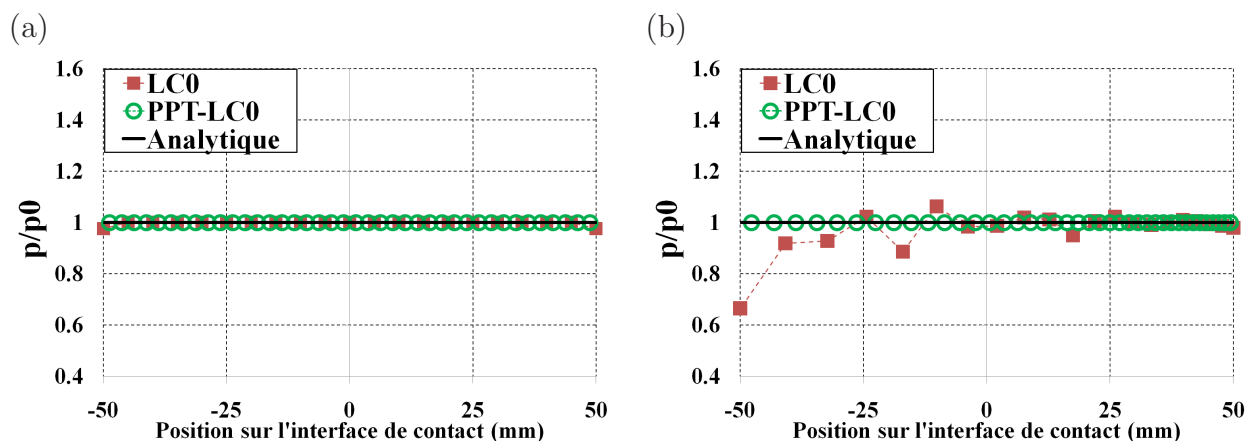 (a)
1.6
1.4
1.2
1
0.8
0.6
0.4
p/p0
LC0
PPT-LC0
Analytique
-50
-25
0
25
50
Position sur l'interface de contact (mm)
(b)
1.6
1.4
1.2
1
0.8
0.6
0.4
p/p0
LC0
PPT-LC0
Analytique
-50
-25
0
25
50
Position sur l'interface de contact (mm)